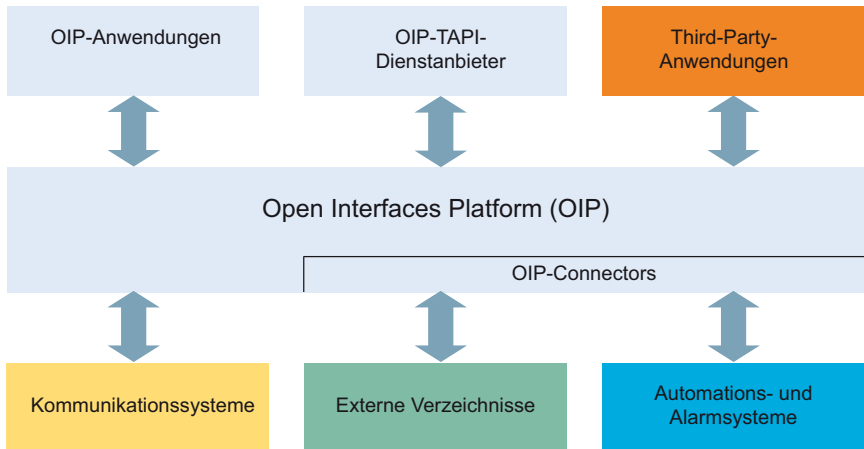 OIP-Anwendungen
OIP-TAPI-
Dienstanbieter
Third-Party-
Anwendungen
Open Interfaces Platform (OIP)
OIP-Connectors
Kommunikationssysteme
Externe Verzeichnisse
Automations- und
Alarmsysteme